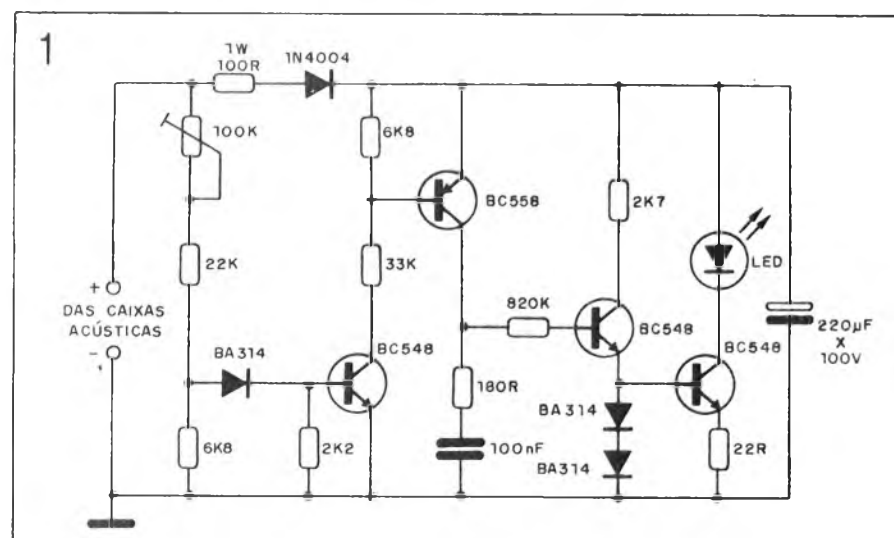 1
1W
100R
1N4004
100K
6K8
BC558
2K7
LED
22K
33K
+
DAS CAIXAS
ACÚSTICAS
-
820K
BC548
220µF
X
100V
BA314
BC548
BC548
180R
BA314
6K8
2K2
100nF
BA314
22R